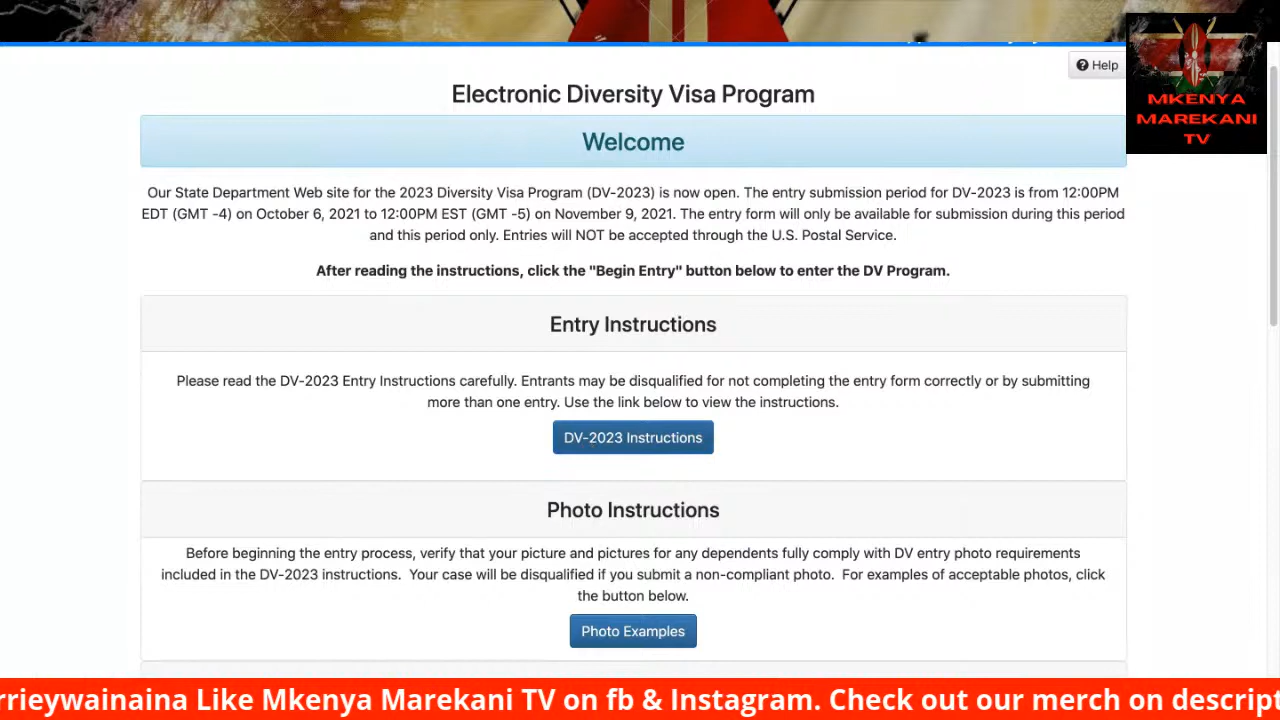 Help
MKENYA
MAREKANI
TV
Electronic Diversity Visa Program
Welcome
Our State Department Web site for the 2023 Diversity Visa Program (DV-2023) is now open. The entry submission period for DV-2023 is from 12:00PM
EDT (GMT -4) on October 6, 2021 to 12:00PM EST (GMT -5) on November 9, 2021. The entry form will only be available for submission during this period
and this period only. Entries will NOT be accepted through the U.S. Postal Service.
After reading the instructions, click the "Begin Entry" button below to enter the DV Program.
Entry Instructions
Please read the DV-2023 Entry Instructions carefully. Entrants may be disqualified for not completing the entry form correctly or by submitting
more than one entry. Use the link below to view the instructions.
DV-2023 Instructions
Photo Instructions
Before beginning the entry process, verify that your picture and pictures for any dependents fully comply with DV entry photo requirements
included in the DV-2023 instructions. Your case will be disqualified if you submit a non-compliant photo. For examples of acceptable photos, click
the button below.
Photo Examples
rrieywainaina Like Mkenya Marekani TV on fb & Instagram. Check out our merch on descript